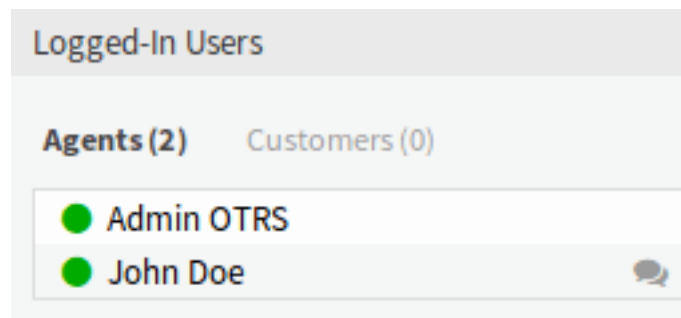 Logged-In Users
Agents (2) Customers (0)
Admin OTRS
John Doe